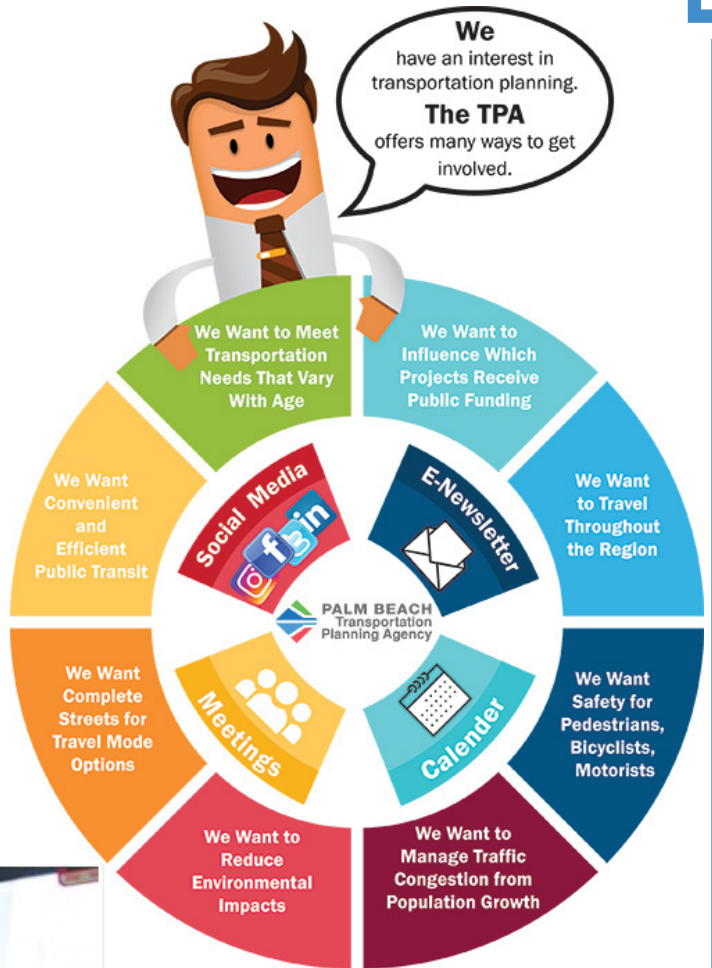 We
have an interest in
transportation planning.
The TPA
offers many ways to get
involved.
We Want to Meet
Transportation
Needs That Vary
With Age
We Want to
Influence Which
Projects Receive
Public Funding
We Want
to Travel
Throughout
the Region
We Want
Safety for
Pedestrians,
Bicyclists,
Motorists
We Want to
Manage Traffic
Congestion from
Population Growth
We Want to
Reduce
Environmental
Impacts
We Want
Complete
Streets for
Travel Mode
Options
We Want
Convenient
and
Efficient
Public Transit
Social Media
in
E-Newsletter
PALM BEACH
Transportation
Planning Agency
Meetings
Calender